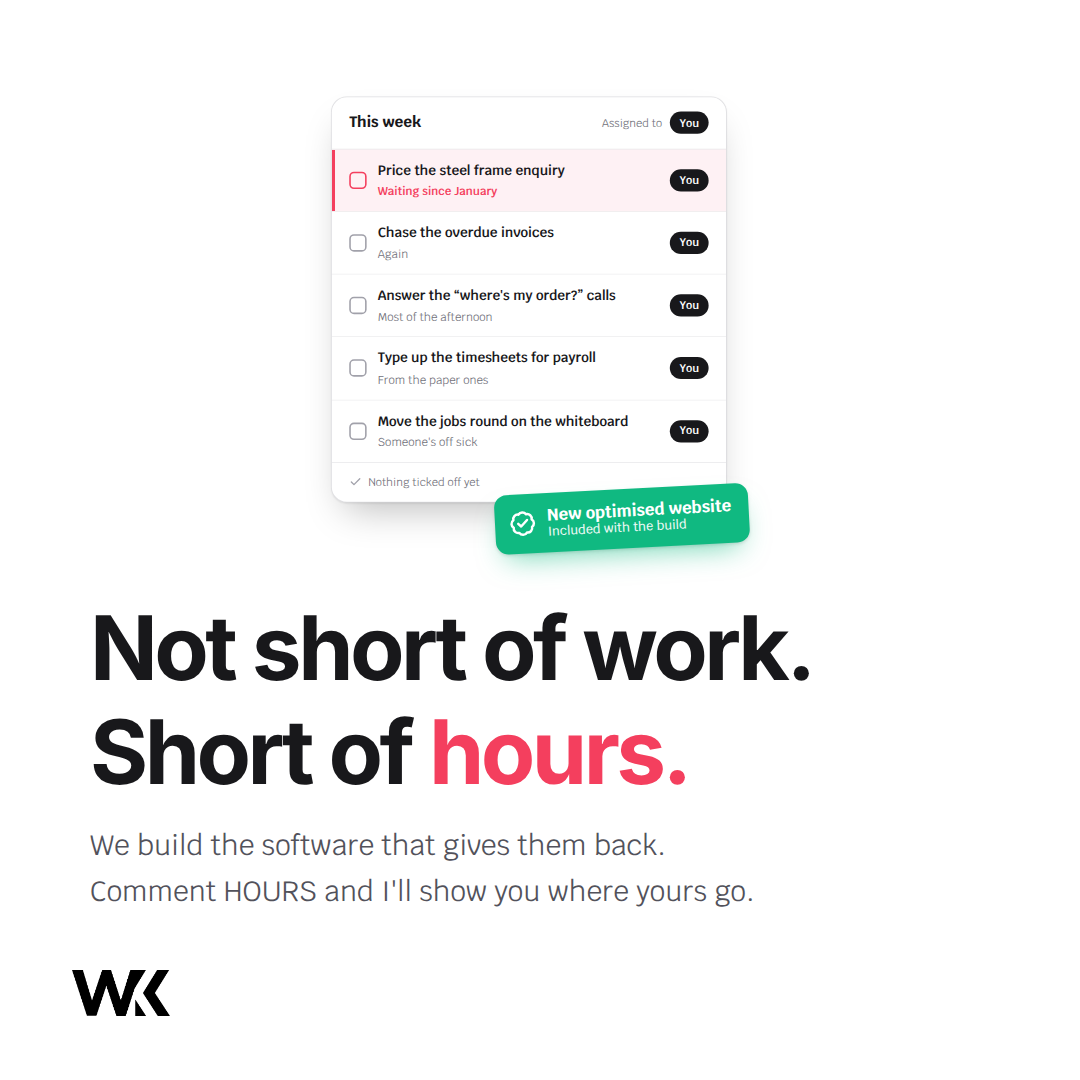 This week
Assigned to You
Price the steel frame enquiry
Waiting since January
You
Chase the overdue invoices
Again
You
Answer the “where's my order?” calls
Most of the afternoon
You
Type up the timesheets for payroll
From the paper ones
You
Move the jobs round on the whiteboard
Someone's off sick
You
Nothing ticked off yet
New optimised website
Included with the build
Not short of work.
Short of hours.
We build the software that gives them back.
Comment HOURS and I'll show you where yours go.
WK